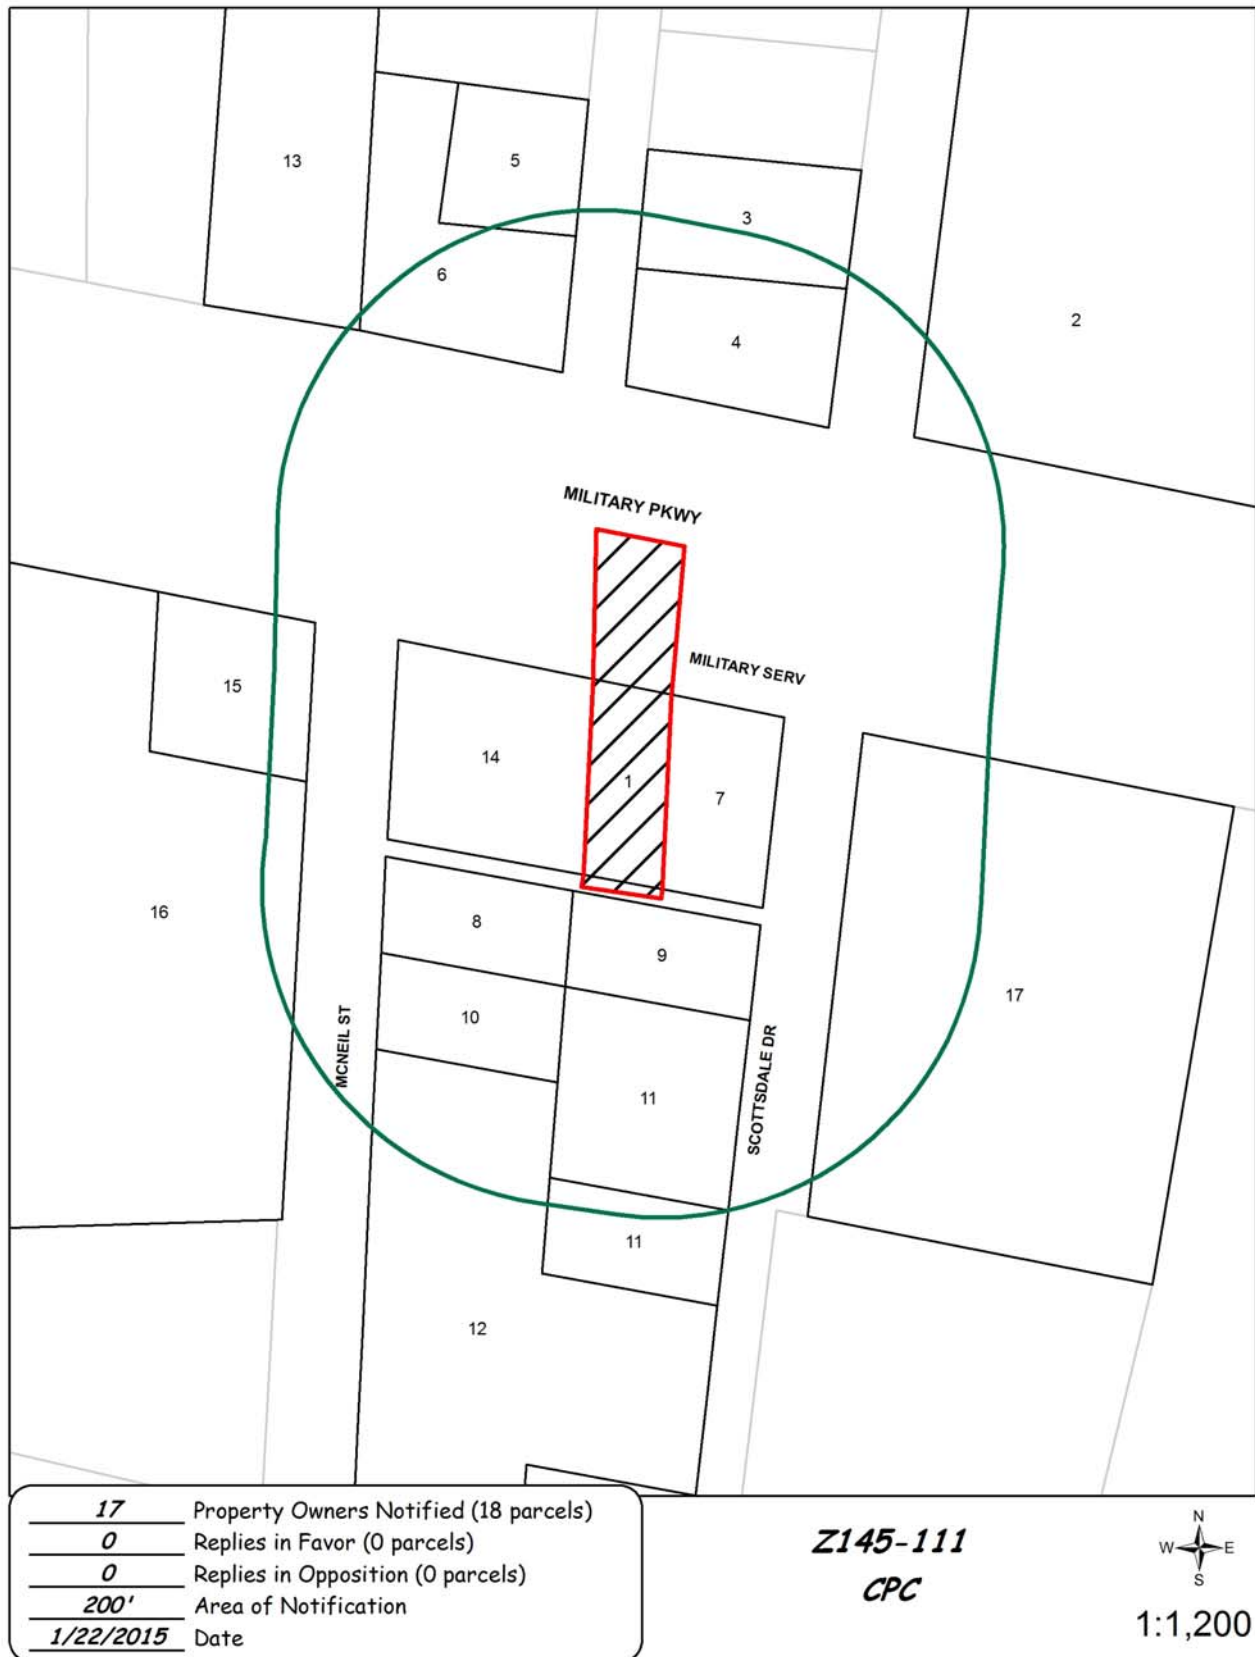 5
13
3
6
2
4
MILITARY PKWY
MILITARY SERV
15
14
1
7
16
8
9
17
10
MCNEIL ST
11
SCOTTSDALE DR
11
12
17 Property Owners Notified (18 parcels)
0 Replies in Favor (0 parcels)
0 Replies in Opposition (0 parcels)
200' Area of Notification
1/22/2015 Date
Z145-111
CPC
N
W E
S
1:1,200